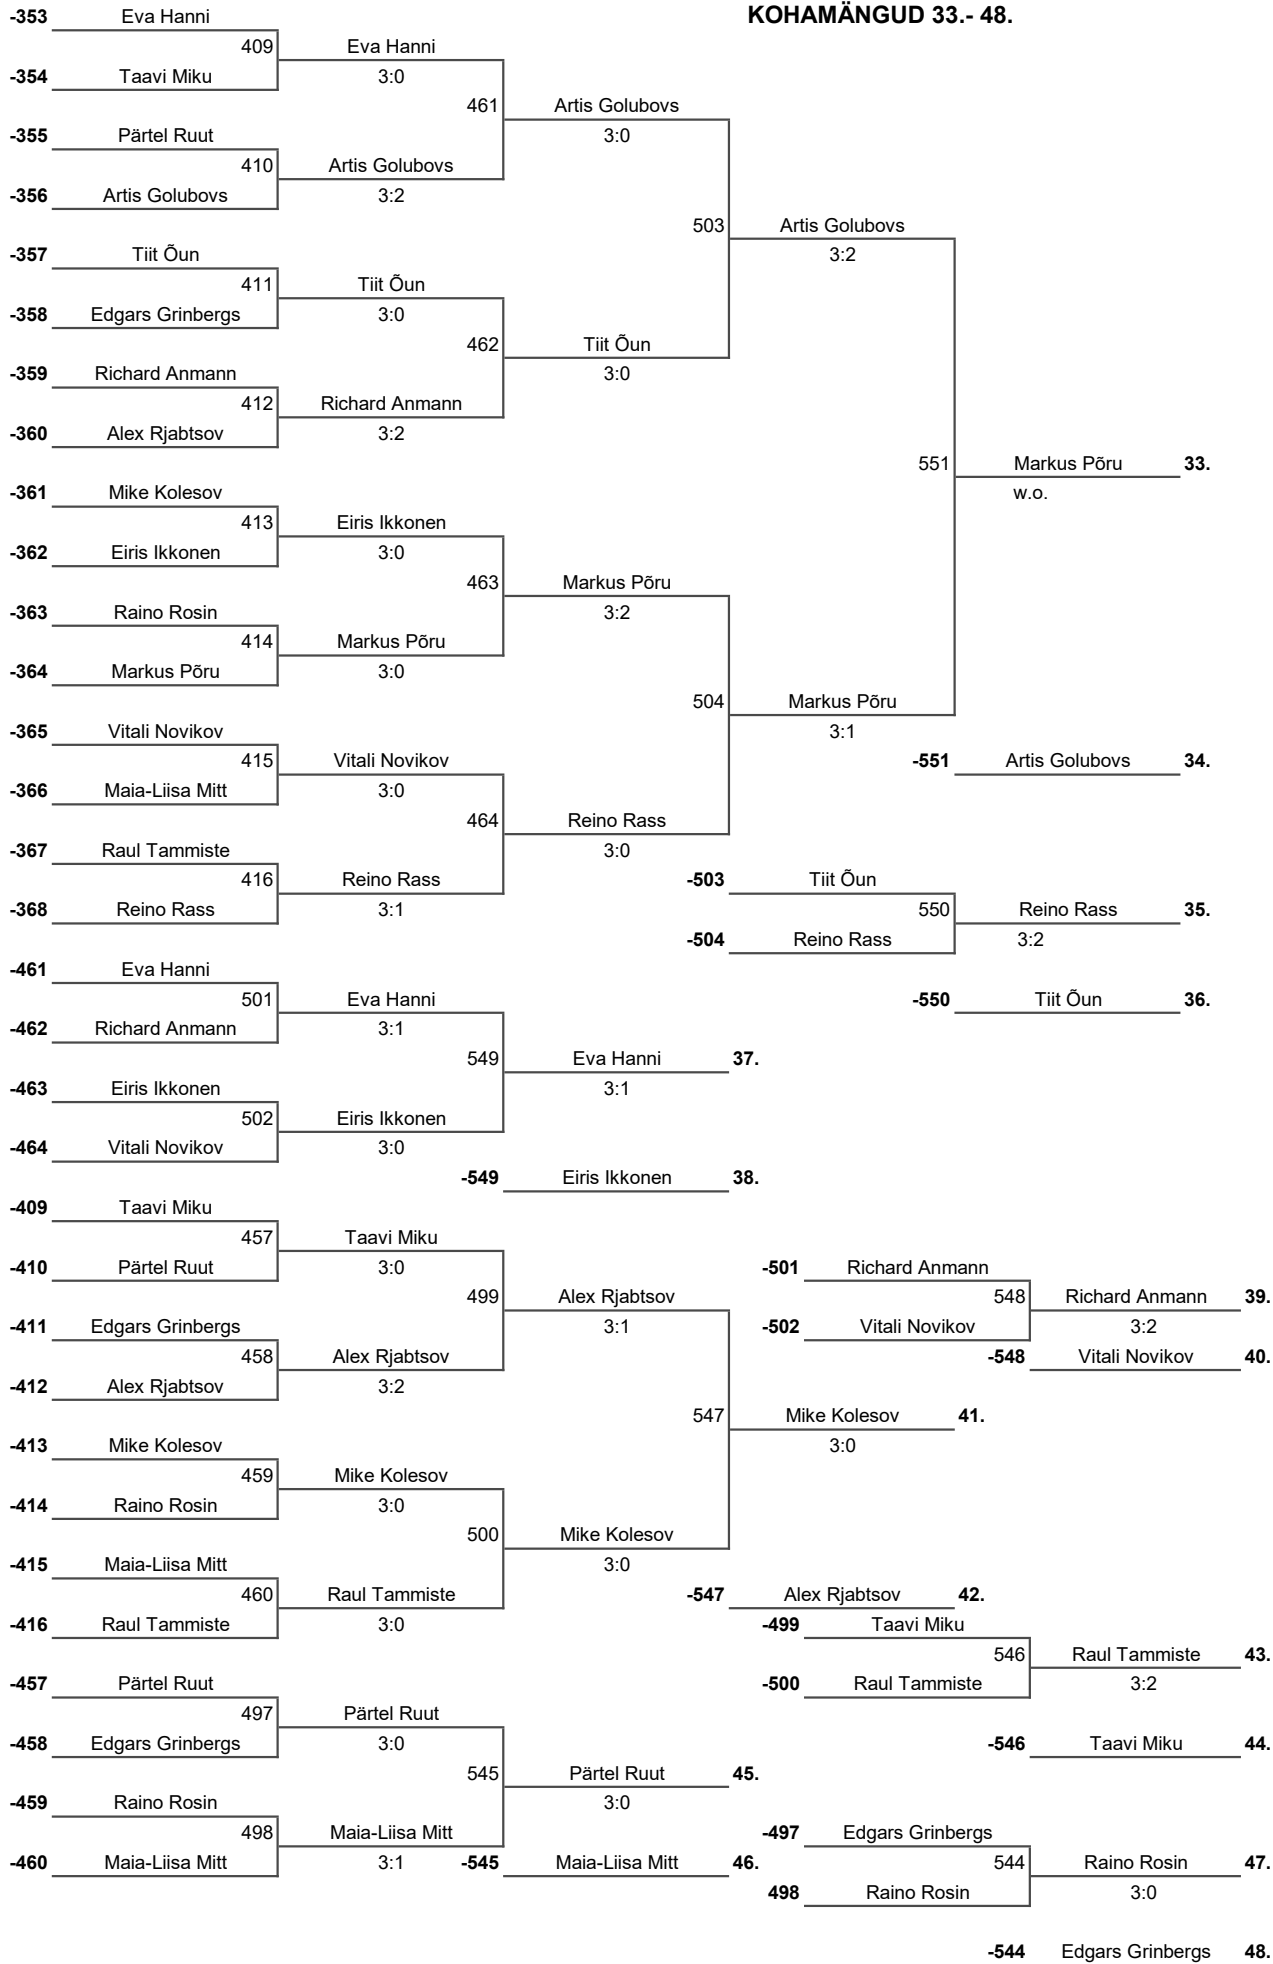 KOHAMÄNGUD 33.- 48.
-353 Eva Hanni
409 Eva Hanni
-354 Taavi Miku 3:0
461 Artis Golubovs
-355 Pärtel Ruut 3:0
410 Artis Golubovs
-356 Artis Golubovs 3:2
503 Artis Golubovs
-357 Tiit Õun 3:2
411 Tiit Õun
-358 Edgars Grinbergs 3:0
462 Tiit Õun
-359 Richard Anmann 3:0
412 Richard Anmann
-360 Alex Rjabtsov 3:2
551 Markus Põru 33.
-361 Mike Kolesov w.o.
413 Eiris Ikkonen
-362 Eiris Ikkonen 3:0
463 Markus Põru
-363 Raino Rosin 3:2
414 Markus Põru
-364 Markus Põru 3:0
504 Markus Põru
-365 Vitali Novikov 3:1
415 Vitali Novikov -551 Artis Golubovs 34.
-366 Maia-Liisa Mitt 3:0
464 Reino Rass
-367 Raul Tammiste 3:0
416 Reino Rass -503 Tiit Õun
-368 Reino Rass 3:1 550 Reino Rass 35.
-504 Reino Rass 3:2
-461 Eva Hanni
501 Eva Hanni -550 Tiit Õun 36.
-462 Richard Anmann 3:1
549 Eva Hanni 37.
-463 Eiris Ikkonen 3:1
502 Eiris Ikkonen
-464 Vitali Novikov 3:0
-549 Eiris Ikkonen 38.
-409 Taavi Miku
457 Taavi Miku
-410 Pärtel Ruut 3:0 -501 Richard Anmann
499 Alex Rjabtsov 548 Richard Anmann 39.
-411 Edgars Grinbergs 3:1 -502 Vitali Novikov 3:2
458 Alex Rjabtsov -548 Vitali Novikov 40.
-412 Alex Rjabtsov 3:2
547 Mike Kolesov 41.
-413 Mike Kolesov 3:0
459 Mike Kolesov
-414 Raino Rosin 3:0
500 Mike Kolesov
-415 Maia-Liisa Mitt 3:0
460 Raul Tammiste -547 Alex Rjabtsov 42.
-416 Raul Tammiste 3:0 -499 Taavi Miku
546 Raul Tammiste 43.
-457 Pärtel Ruut -500 Raul Tammiste 3:2
497 Pärtel Ruut
-458 Edgars Grinbergs 3:0 -546 Taavi Miku 44.
545 Pärtel Ruut 45.
-459 Raino Rosin 3:0
498 Maia-Liisa Mitt -497 Edgars Grinbergs
-460 Maia-Liisa Mitt 3:1 -545 Maia-Liisa Mitt 46. 544 Raino Rosin 47.
498 Raino Rosin 3:0
-544 Edgars Grinbergs 48.